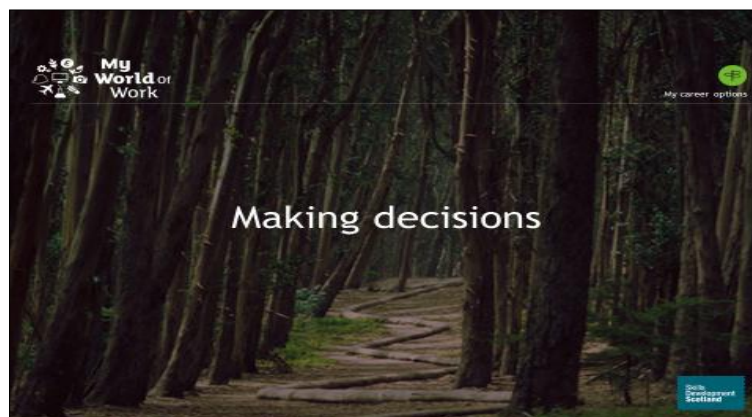 My
World Of
Work
My career options
Making decisions
Skills
Development
Scotland